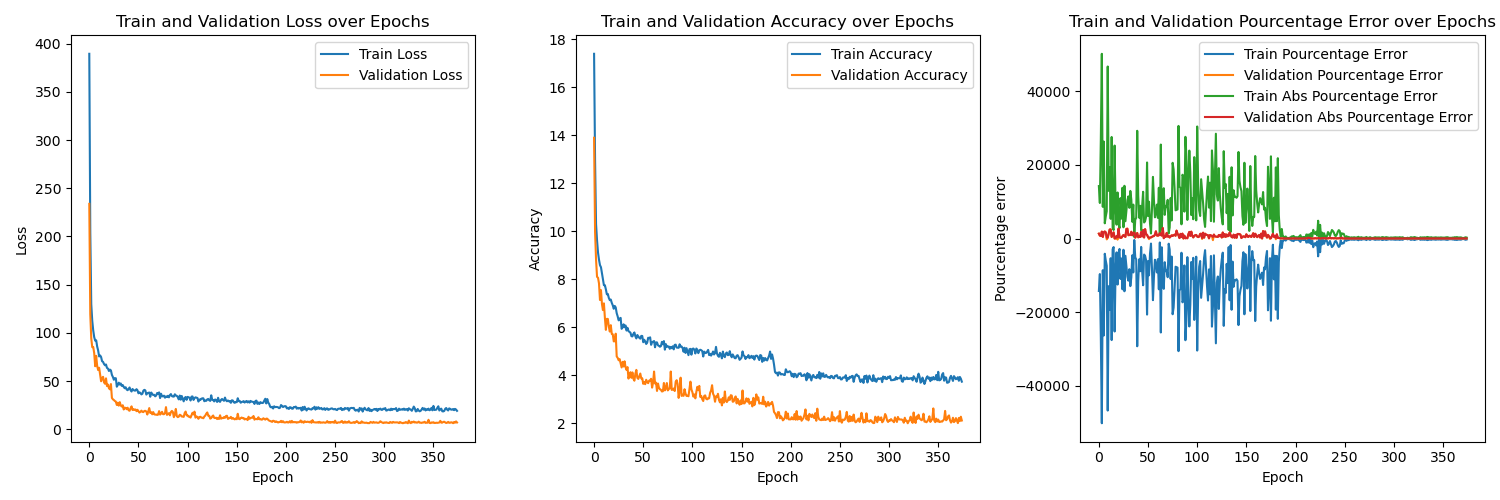 Train and Validation Loss over Epochs
Loss
400
350
300
250
200
150
100
50
0
Train Loss
Validation Loss
0 50 100 150 200 250 300 350
Epoch
Train and Validation Accuracy over Epochs
Accuracy
18
16
14
12
10
8
6
4
2
Train Accuracy
Validation Accuracy
0 50 100 150 200 250 300 350
Epoch
Train and Validation Pourcentage Error over Epochs
Pourcentage error
40000
20000
0
−20000
−40000
Train Pourcentage Error
Validation Pourcentage Error
Train Abs Pourcentage Error
Validation Abs Pourcentage Error
0 50 100 150 200 250 300 350
Epoch